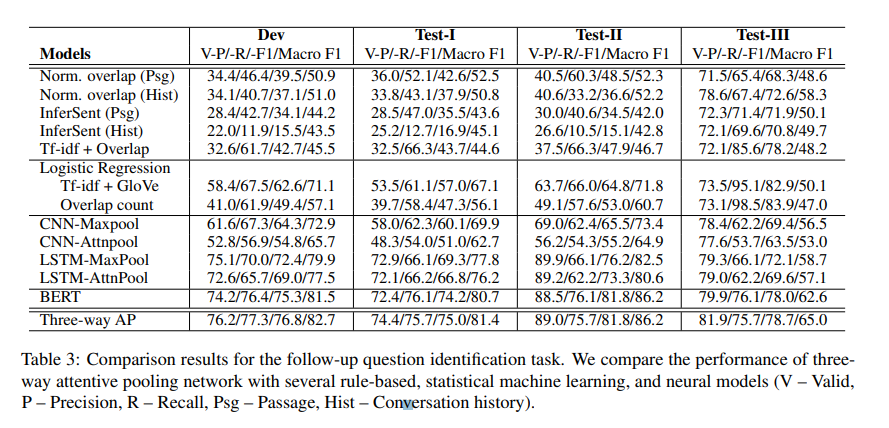 Dev Test-I Test-II Test-III
Models V-P/-R/-F1/Macro F1 V-P/-R/-F1/Macro F1 V-P/-R/-F1/Macro F1 V-P/-R/-F1/Macro F1
Norm. overlap (Psg) 34.4/46.4/39.5/50.9 36.0/52.1/42.6/52.5 40.5/60.3/48.5/52.3 71.5/65.4/68.3/48.6
Norm. overlap (Hist) 34.1/40.7/37.1/51.0 33.8/43.1/37.9/50.8 40.6/33.2/36.6/52.2 78.6/67.4/72.6/58.3
InferSent (Psg) 28.4/42.7/34.1/44.2 28.5/47.0/35.5/43.6 30.0/40.6/34.5/42.0 72.3/71.4/71.9/50.1
InferSent (Hist) 22.0/11.9/15.5/43.5 25.2/12.7/16.9/45.1 26.6/10.5/15.1/42.8 72.1/69.6/70.8/49.7
Tf-idf + Overlap 32.6/61.7/42.7/45.5 32.5/66.3/43.7/44.6 37.5/66.3/47.9/46.7 72.1/85.6/78.2/48.2
Logistic Regression
Tf-idf + GloVe 58.4/67.5/62.6/71.1 53.5/61.1/57.0/67.1 63.7/66.0/64.8/71.8 73.5/95.1/82.9/50.1
Overlap count 41.0/61.9/49.4/57.1 39.7/58.4/47.3/56.1 49.1/57.6/53.0/60.7 73.1/98.5/83.9/47.0
CNN-Maxpool 61.6/67.3/64.3/72.9 58.0/62.3/60.1/69.9 69.0/62.4/65.5/73.4 78.4/62.2/69.4/56.5
CNN-Attnpool 52.8/56.9/54.8/65.7 48.3/54.0/51.0/62.7 56.2/54.3/55.2/64.9 77.6/53.7/63.5/53.0
LSTM-MaxPool 75.1/70.0/72.4/79.9 72.9/66.1/69.3/77.8 89.9/66.1/76.2/82.5 79.3/66.1/72.1/58.7
LSTM-AttnPool 72.6/65.7/69.0/77.5 72.1/66.2/66.8/76.2 89.2/62.2/73.3/80.6 79.0/62.2/69.6/57.1
BERT 74.2/76.4/75.3/81.5 72.4/76.1/74.2/80.7 88.5/76.1/81.8/86.2 79.9/76.1/78.0/62.6
Three-way AP 76.2/77.3/76.8/82.7 74.4/75.7/75.0/81.4 89.0/75.7/81.8/86.2 81.9/75.7/78.7/65.0
Table 3: Comparison results for the follow-up question identification task. We compare the performance of three-
way attentive pooling network with several rule-based, statistical machine learning, and neural models (V – Valid,
P – Precision, R – Recall, Psg – Passage, Hist – Conversation history).